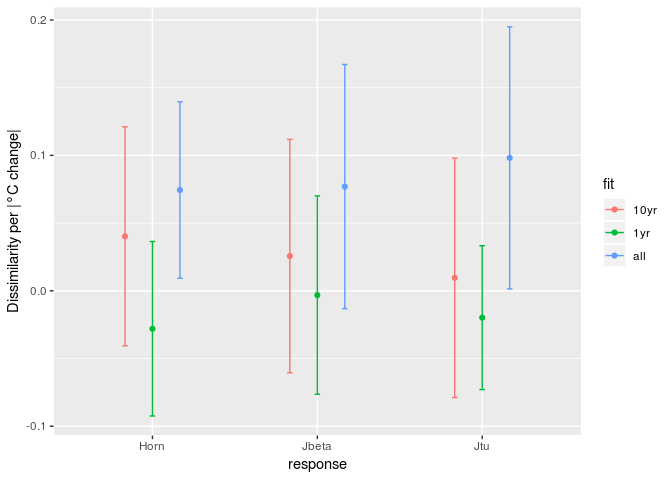 Dissimilarity per |°C change|
0.2
0.1
0.0
-0.1
Horn
Jbeta
Jtu
response
fit
10yr
1yr
all